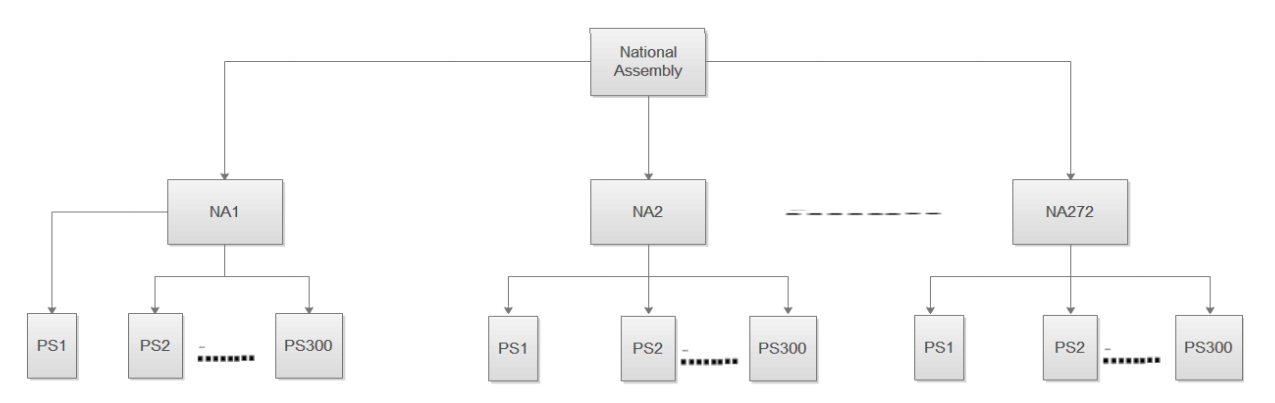 National
Assembly
NA1
NA2
NA272
PS1
PS2
PS300
PS1
PS2
PS300
PS1
PS2
PS300